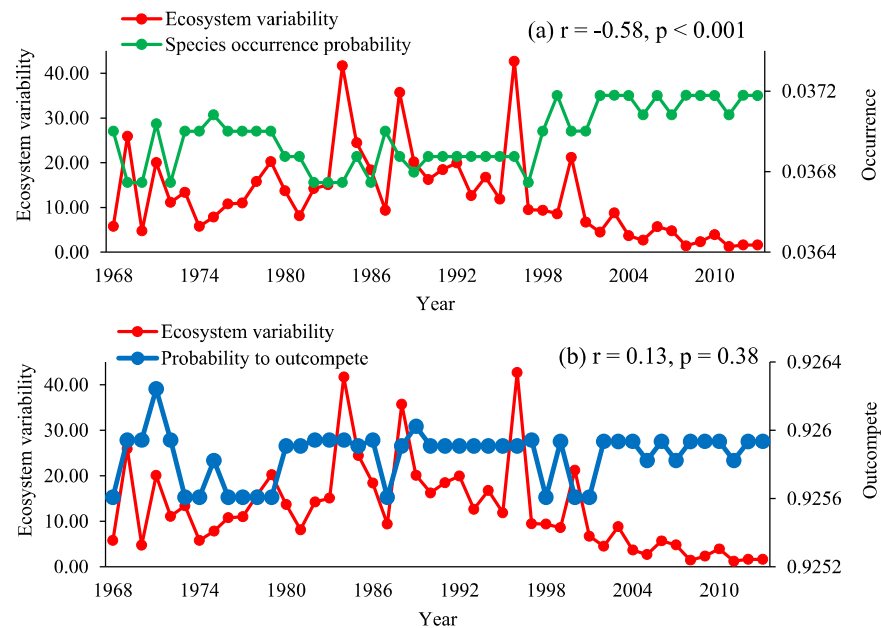 Ecosystem variability
Species occurrence probability
(a) r = -0.58, p < 0.001
Ecosystem variability
40.00
30.00
20.00
10.00
0.00
0.0372
0.0368
0.0364
Occurrence
1968 1974 1980 1986 1992 1998 2004 2010
Year
Ecosystem variability
Probability to outcompete
(b) r = 0.13, p = 0.38
Ecosystem variability
40.00
30.00
20.00
10.00
0.00
0.9264
0.926
0.9256
0.9252
Outcompete
1968 1974 1980 1986 1992 1998 2004 2010
Year